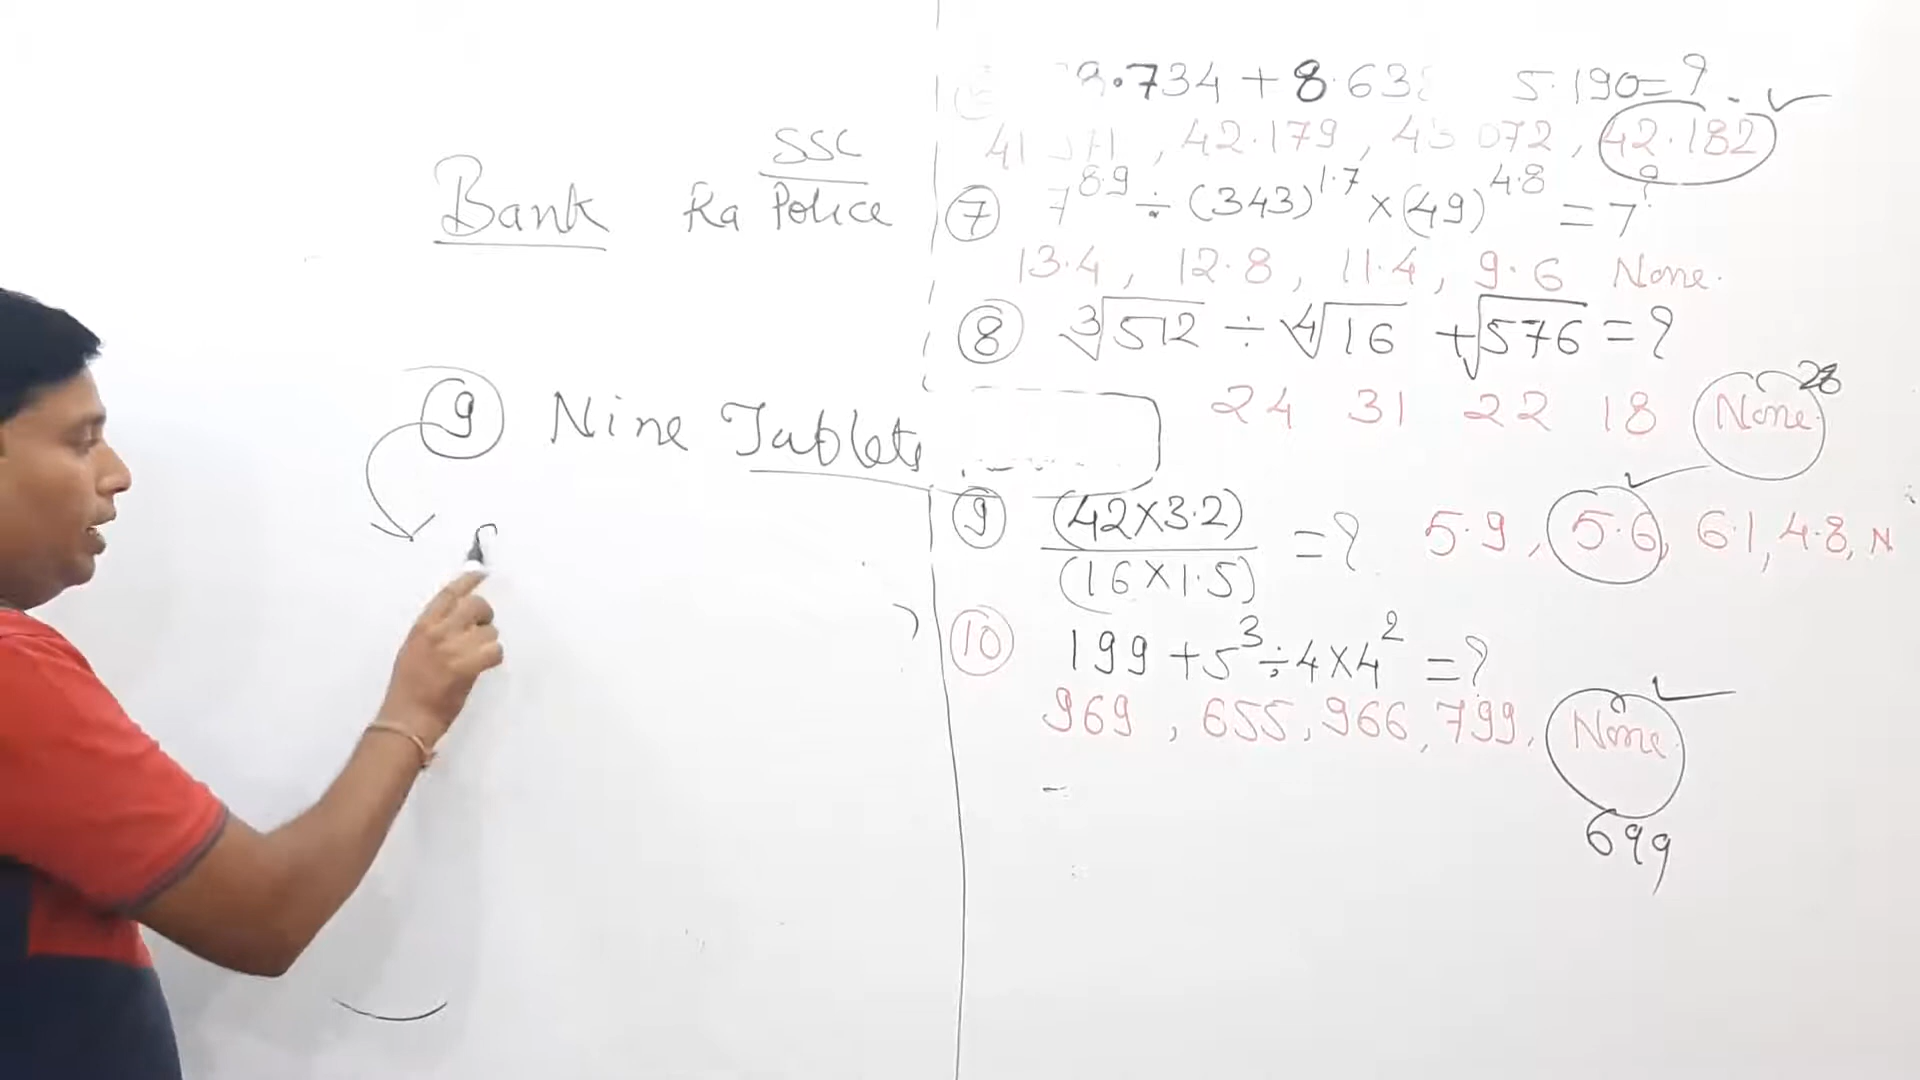 SSC
Bank Ka Police
9 Nine Tablets
9.734 + 8.63 5.190=?
41 , 42.179, 43 072, 42.182
7 7^8.9 ÷ (343)^1.7 × (49)^4.8 = 7^?
13.4, 12.8, 11.4, 9.6 None.
8 ∛512 ÷ ∜16 + √576 = ?
24 31 22 18 None 28
9 (42×3.2) / (16×1.5) = ? 5.9, 5.6, 6.1, 4.8, N
10 199 + 5^3 ÷ 4 × 4^2 = ?
969, 655, 966, 799, None
699